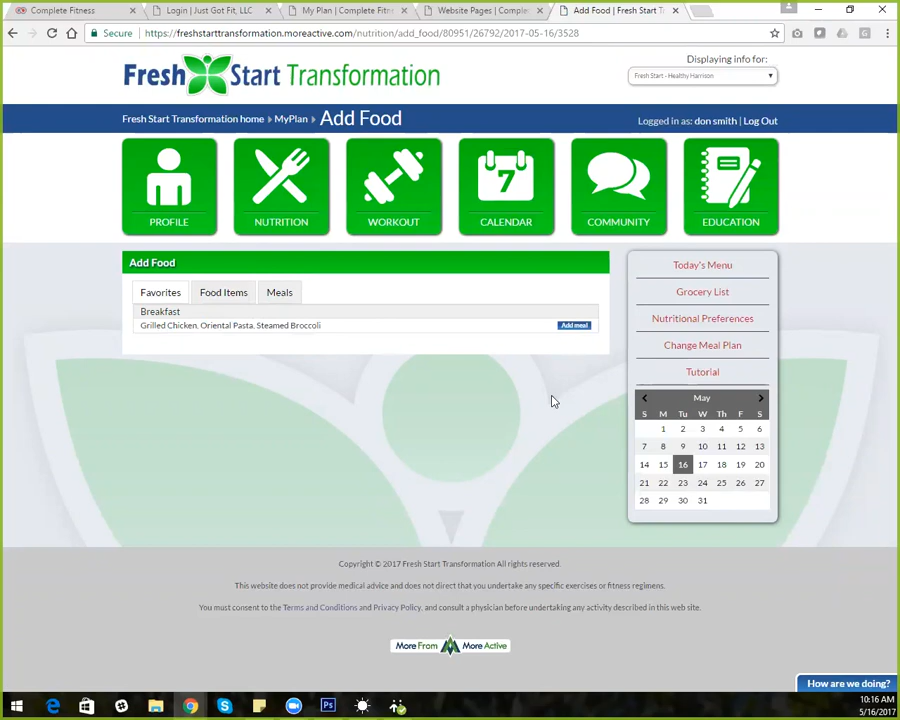 Complete Fitness
Login | Just Got Fit, LLC
My Plan | Complete Fitn
Website Pages | Comple
Add Food | Fresh Start T
Secure
https://freshstarttransformation.moreactive.com/nutrition/add_food/80951/26792/2017-05-16/3528
Fresh Start Transformation
Displaying info for:
Fresh Start - Healthy Harrison
Fresh Start Transformation home MyPlan Add Food
Logged in as: don smith | Log Out
PROFILE
NUTRITION
WORKOUT
7
CALENDAR
COMMUNITY
EDUCATION
Add Food
Favorites
Food Items
Meals
Breakfast
Grilled Chicken, Oriental Pasta, Steamed Broccoli
Add meal
Today's Menu
Grocery List
Nutritional Preferences
Change Meal Plan
Tutorial
May
S M Tu W Th F S
1 2 3 4 5 6
7 8 9 10 11 12 13
14 15 16 17 18 19 20
21 22 23 24 25 26 27
28 29 30 31
Copyright © 2017 Fresh Start Transformation All rights reserved.
This website does not provide medical advice and does not direct that you undertake any specific exercises or fitness regimens.
You must consent to the Terms and Conditions and Privacy Policy, and consult a physician before undertaking any activity described in this web site.
More From More Active
How are we doing?
Ps
10:16 AM
5/16/2017